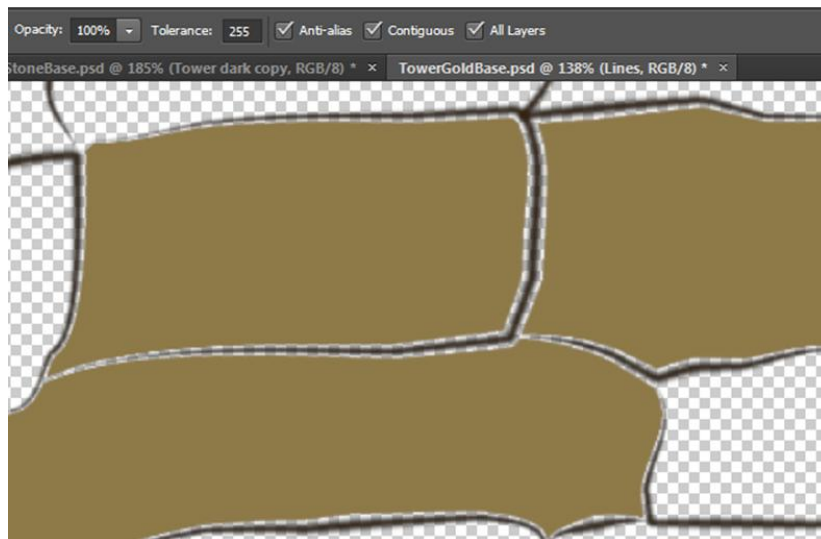 Opacity: 100% Tolerance: 255 Anti-alias Contiguous All Layers
StoneBase.psd @ 185% (Tower dark copy, RGB/8) * × TowerGoldBase.psd @ 138% (Lines, RGB/8) * ×